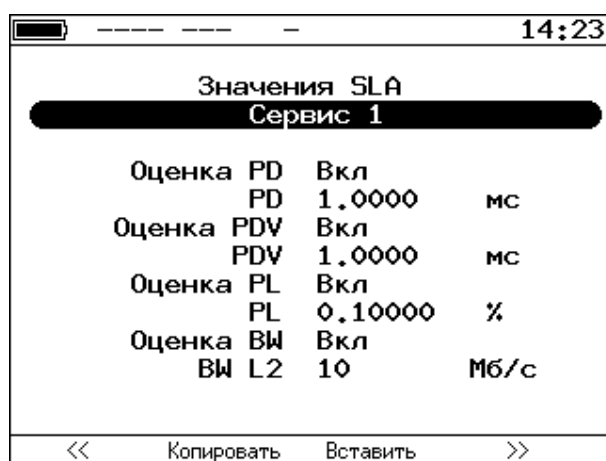 ---- --- - 14:23
Значения SLA
Сервис 1
Оценка PD Вкл
PD 1.0000 мс
Оценка PDV Вкл
PDV 1.0000 мс
Оценка PL Вкл
PL 0.10000 %
Оценка BW Вкл
BW L2 10 Мб/с
<< Копировать Вставить >>